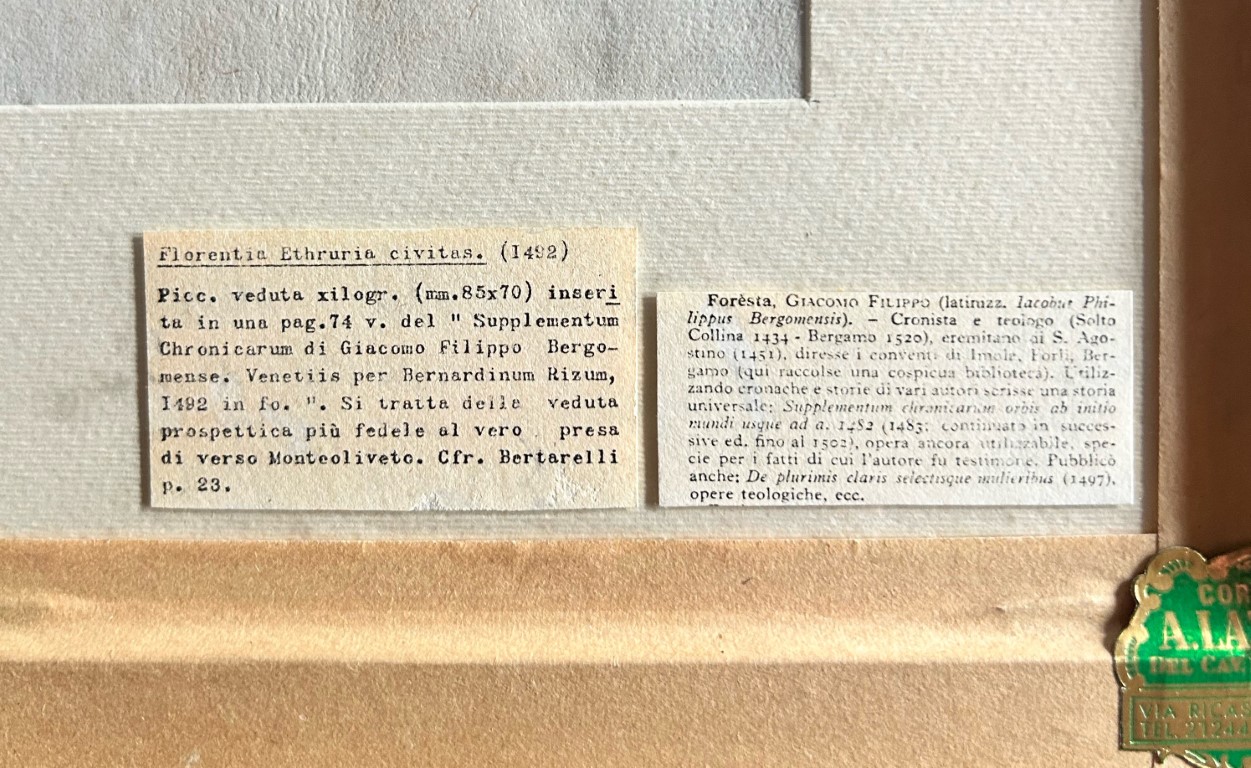 Florentia Ethruria civitas. (1492)
Picc. veduta xilogr. (mm.85x70) inseri
ta in una pag.74 v. del " Supplementum
Chronicarum di Giacomo Filippo Bergo-
mense. Venetiis per Bernardinum Rizum,
1492 in fo. ". Si tratta delle veduta
prospettica più fedele al vero presa
di verso Monteoliveto. Cfr. Bertarelli
p. 23.
Forèsta, GIACOMO FILIPPO (latinizz. Iacobus Phi-
lippus Bergomensis). – Cronista e teologo (Solto
Collina 1434 - Bergamo 1520), eremitano di S. Ago-
stino (1451), diresse i conventi di Imola, Forlì, Ber-
gamo (qui raccolse una cospicua biblioteca). Utiliz-
zando cronache e storie di vari autori scrisse una storia
universale: Supplementum chronicarum orbis ab initio
mundi usque ad a. 1482 (1483; continuato in succes-
sive ed. fino al 1502), opera ancora utilizzabile, spe-
cie per i fatti di cui l'autore fu testimone. Pubblicò
anche: De plurimis claris selectisque mulieribus (1497),
opere teologiche, ecc.
COR
A.LA
DEL CAV.
VIA RICAS
TEL. 21244